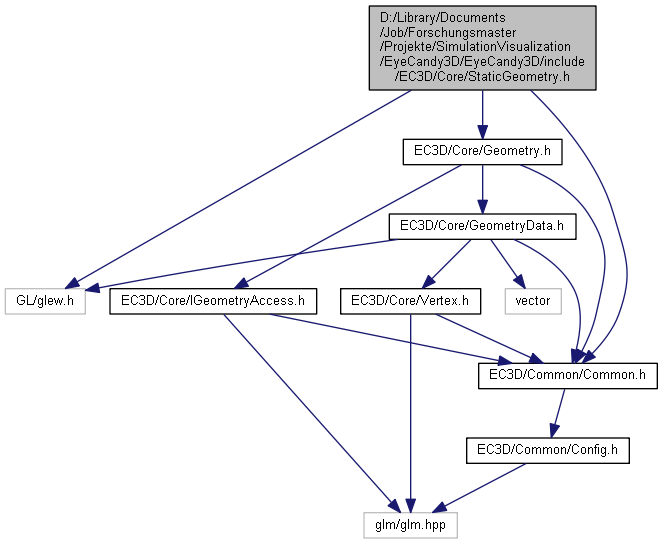 D:/Library/Documents
/Job/Forschungsmaster
/Projekte/SimulationVisualization
/EyeCandy3D/EyeCandy3D/include
/EC3D/Core/StaticGeometry.h
EC3D/Core/Geometry.h
EC3D/Core/GeometryData.h
GL/glew.h
EC3D/Core/IGeometryAccess.h
EC3D/Core/Vertex.h
vector
EC3D/Common/Common.h
EC3D/Common/Config.h
glm/glm.hpp